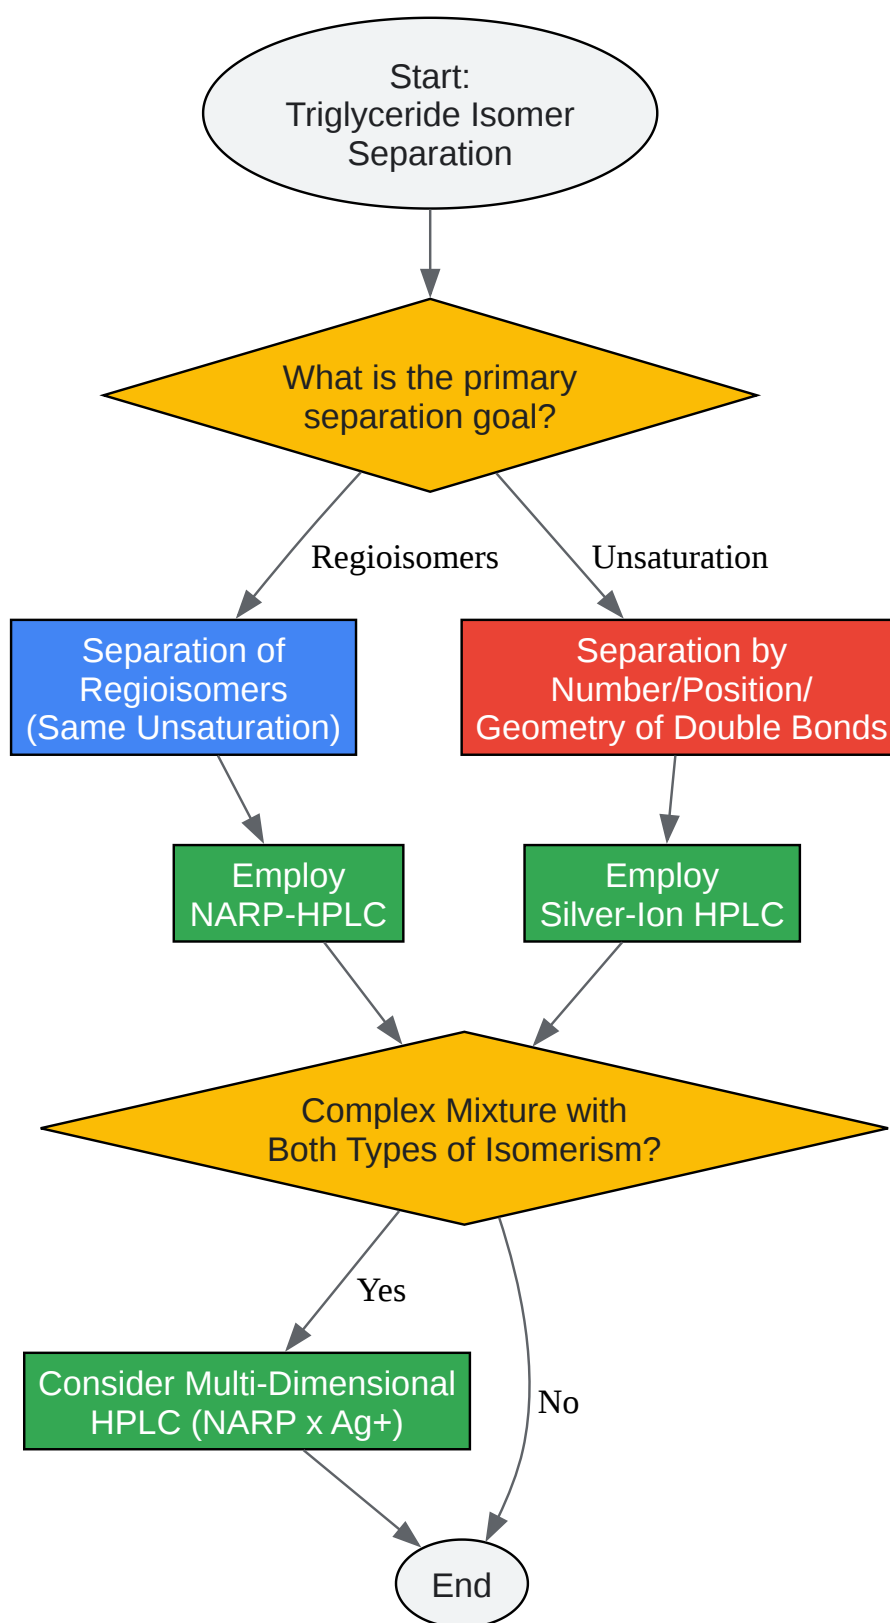 Start:
Triglyceride Isomer
Separation
What is the primary
separation goal?
Regioisomers
Unsaturation
Separation of
Regioisomers
(Same Unsaturation)
Separation by
Number/Position/
Geometry of Double Bonds
Employ
NARP-HPLC
Employ
Silver-Ion HPLC
Complex Mixture with
Both Types of Isomerism?
Yes
No
Consider Multi-Dimensional
HPLC (NARP x Ag+)
End